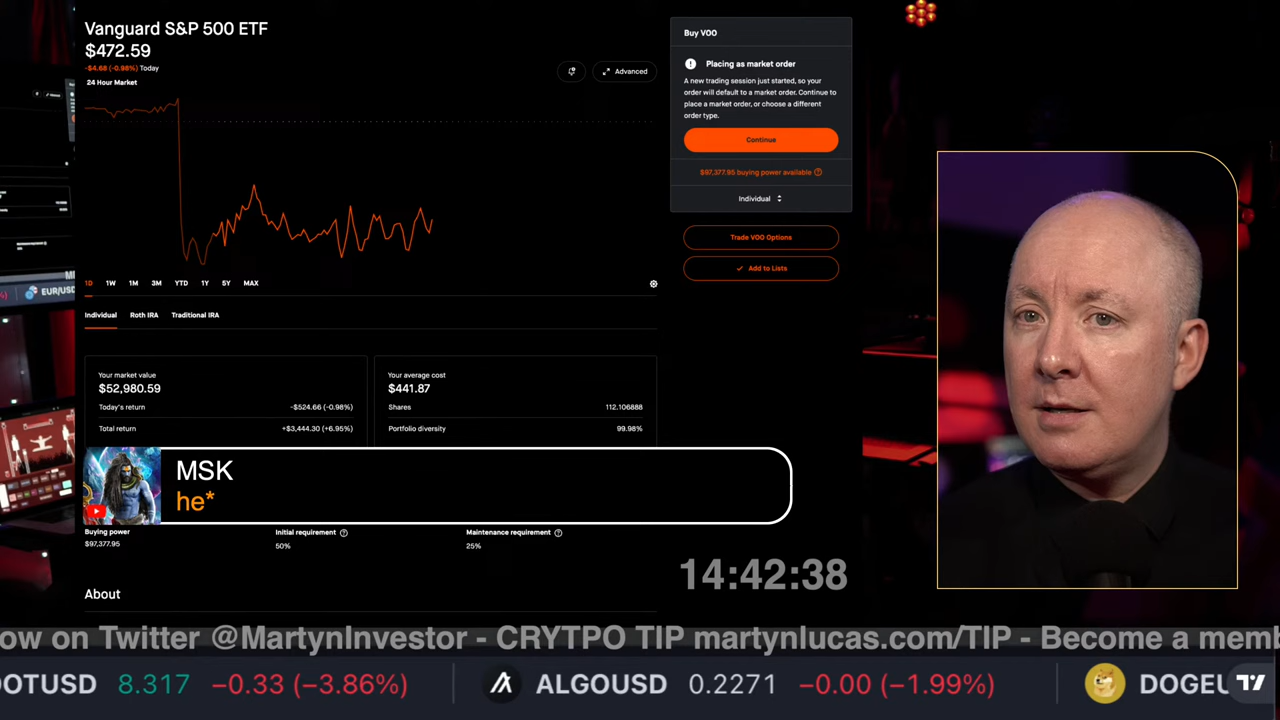 Vanguard S&P 500 ETF
$472.59
-$4.68 (-0.98%) Today
24 Hour Market
Advanced
Buy VOO
Placing as market order
A new trading session just started, so your
order will default to a market order. Continue to
place a market order, or choose a different
order type.
Continue
buying power available
Individual
Trade VOO Options
Add to Lists
EUR/USD
1D 1W 1M 3M YTD 1Y 5Y MAX
Individual Roth IRA Traditional IRA
Your market value
$52,980.59
Today's return -$524.66 (-0.98%)
Total return +$3,444.30 (+6.95%)
Your average cost
$441.87
Shares 112.106888
Portfolio diversity 99.98%
MSK
he*
Buying power
$97,377.95
Initial requirement
50%
Maintenance requirement
25%
14:42:38
About
ow on Twitter @MartynInvestor - CRYTPO TIP martynlucas.com/TIP - Become a memb
OTUSD 8.317 −0.33 (−3.86%) ALGOUSD 0.2271 −0.00 (−1.99%) DOGEU